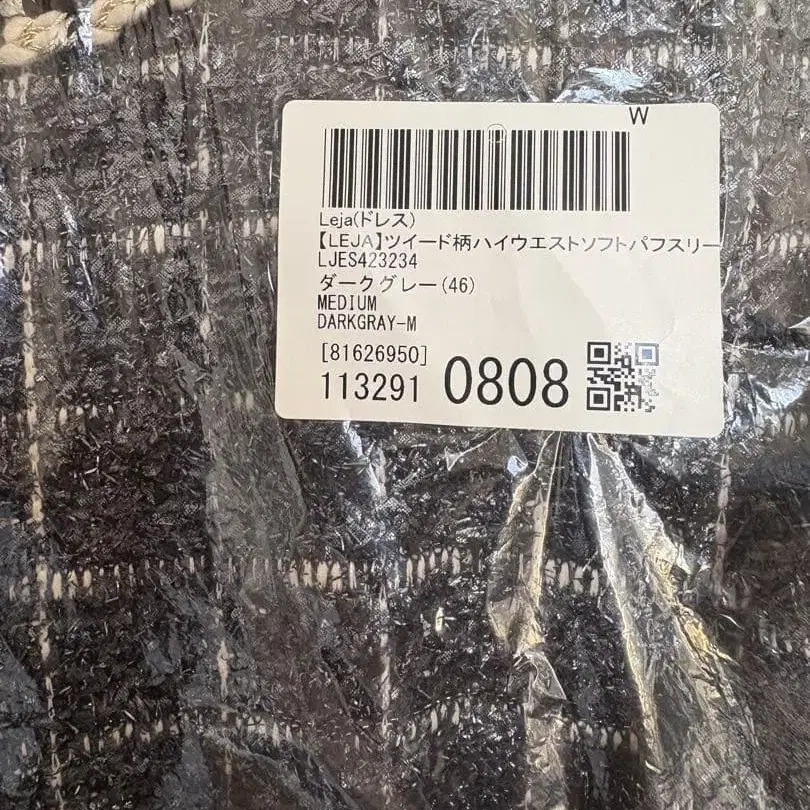 W
Leja(ドレス)
【LEJA】ツイード柄ハイウエストソフトパフスリー
LJES423234
ダークグレー(46)
MEDIUM
DARKGRAY-M
[81626950]
113291 0808